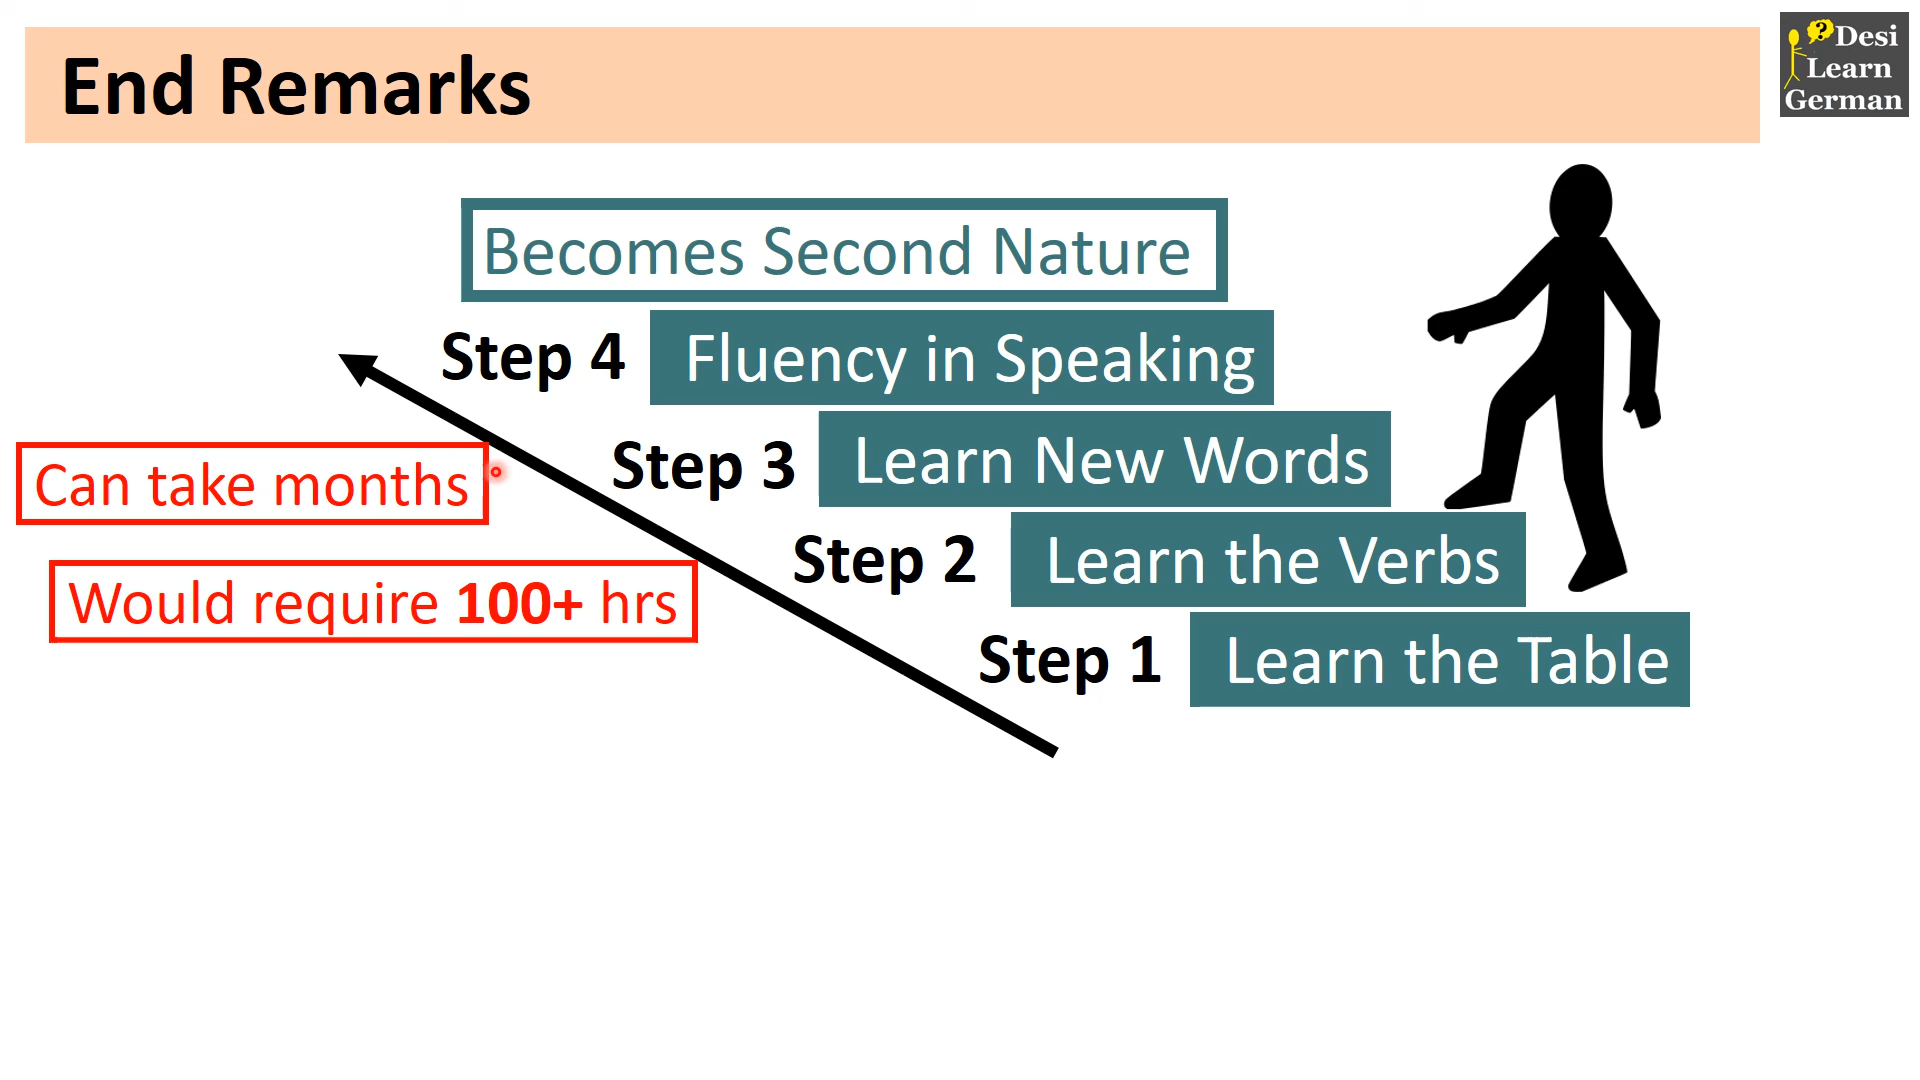 End Remarks
?
Desi
Learn
German
Becomes Second Nature
Step 4 Fluency in Speaking
Step 3 Learn New Words
Can take months
Step 2 Learn the Verbs
Would require 100+ hrs
Step 1 Learn the Table